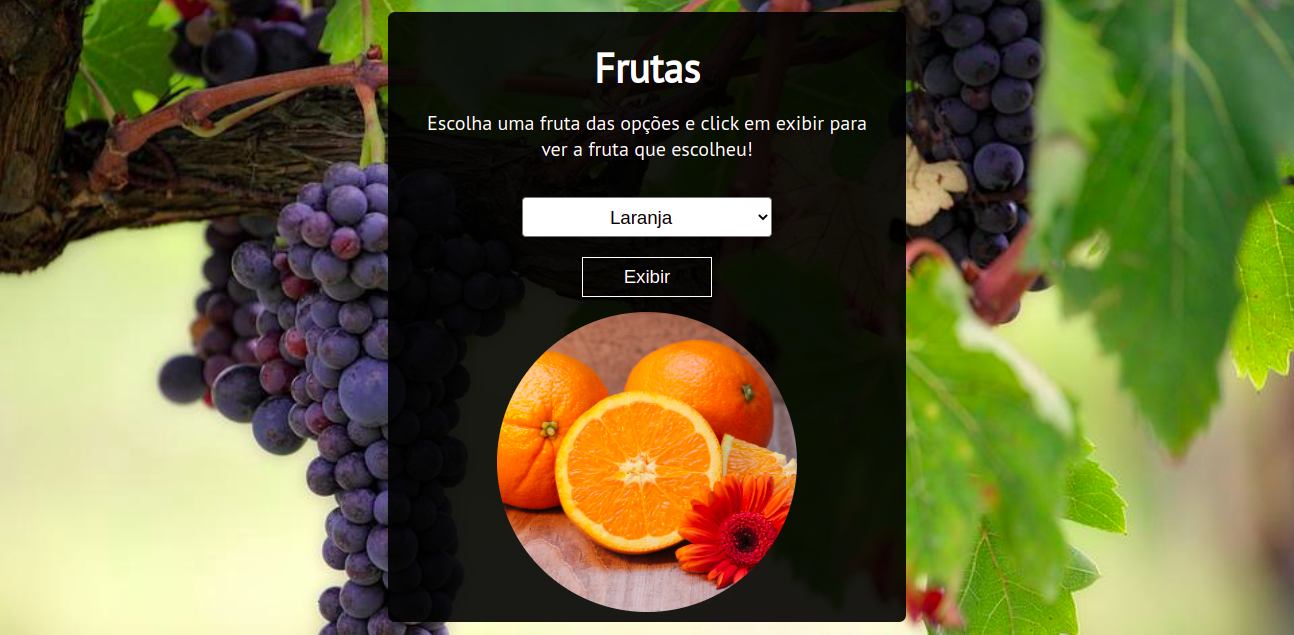 Frutas
Escolha uma fruta das opções e click em exibir para
ver a fruta que escolheu!
Laranja
Exibir